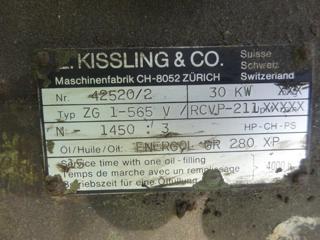 L. KISSLING & CO. Suisse
Schweiz
Maschinenfabrik CH-8052 ZÜRICH Switzerland
Nr. 42520/2 30 KW XXX
Typ ZG 1-565 V /RCVP-211
N 1450 : 3 HP-CH-PS
Öl/Huile/Oil: ENERGOL GR 280 XP
Service time with one oil-filling
Temps de marche avec un remplissage 4000
Betriebszeit für eine Ölfüllung